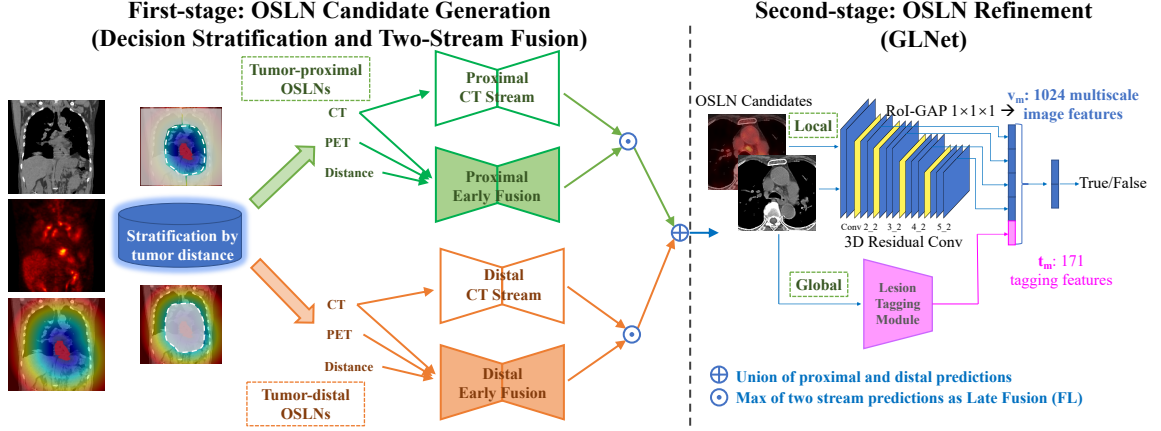 First-stage: OSLN Candidate Generation
(Decision Stratification and Two-Stream Fusion)
Second-stage: OSLN Refinement
(GLNet)
Tumor-proximal
OSLNs
CT
PET
Distance
Proximal
CT Stream
Proximal
Early Fusion
Stratification by
tumor distance
CT
PET
Distance
Distal
CT Stream
Distal
Early Fusion
Tumor-distal
OSLNs
OSLN Candidates
Local
RoI-GAP 1×1×1 →
v_m: 1024 multiscale
image features
Conv 2_2 3_2 4_2 5_2
3D Residual Conv
True/False
Global
Lesion
Tagging
Module
t_m: 171
tagging features
Union of proximal and distal predictions
Max of two stream predictions as Late Fusion (FL)